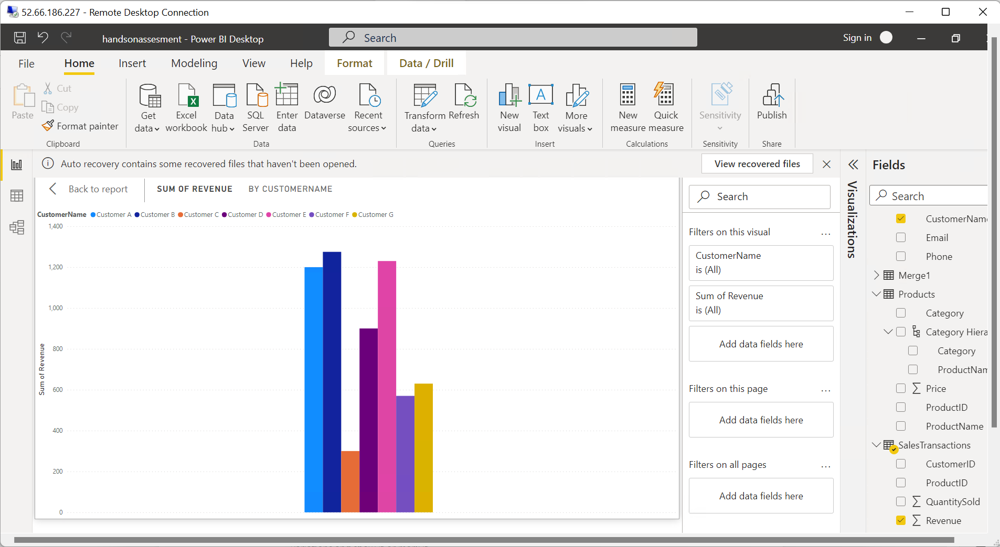 52.66.186.227 - Remote Desktop Connection
handsonassesment - Power BI Desktop
Search
Sign in
File
Home
Insert
Modeling
View
Help
Format
Data / Drill
Paste
Cut
Copy
Format painter
Clipboard
Get data
Excel workbook
Data hub
SQL Server
Enter data
Dataverse
Recent sources
Data
Transform data
Refresh
Queries
New visual
Text box
More visuals
Insert
New measure
Quick measure
Calculations
Sensitivity
Sensitivity
Publish
Share
Auto recovery contains some recovered files that haven't been opened.
View recovered files
Back to report
SUM OF REVENUE
BY CUSTOMERNAME
CustomerName Customer A Customer B Customer C Customer D Customer E Customer F Customer G
1,400
1,200
1,000
800
600
400
200
0
Sum of Revenue
Search
Filters on this visual
...
CustomerName
is (All)
Sum of Revenue
is (All)
Add data fields here
Filters on this page
...
Add data fields here
Filters on all pages
...
Add data fields here
Visualizations
Fields
Search
CustomerName
Email
Phone
Merge1
Products
Category
Category Hiera
Category
ProductNam
Price
ProductID
ProductName
SalesTransactions
CustomerID
ProductID
QuantitySold
Revenue